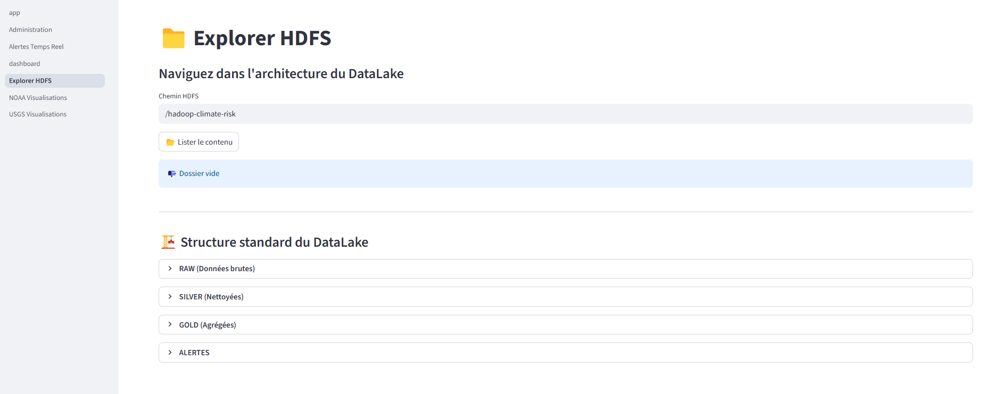 app
Administration
Alertes Temps Reel
dashboard
Explorer HDFS
NOAA Visualisations
USGS Visualisations
Explorer HDFS
Naviguez dans l'architecture du DataLake
Chemin HDFS
/hadoop-climate-risk
Lister le contenu
Dossier vide
Structure standard du DataLake
RAW (Données brutes)
SILVER (Nettoyées)
GOLD (Agrégées)
ALERTES